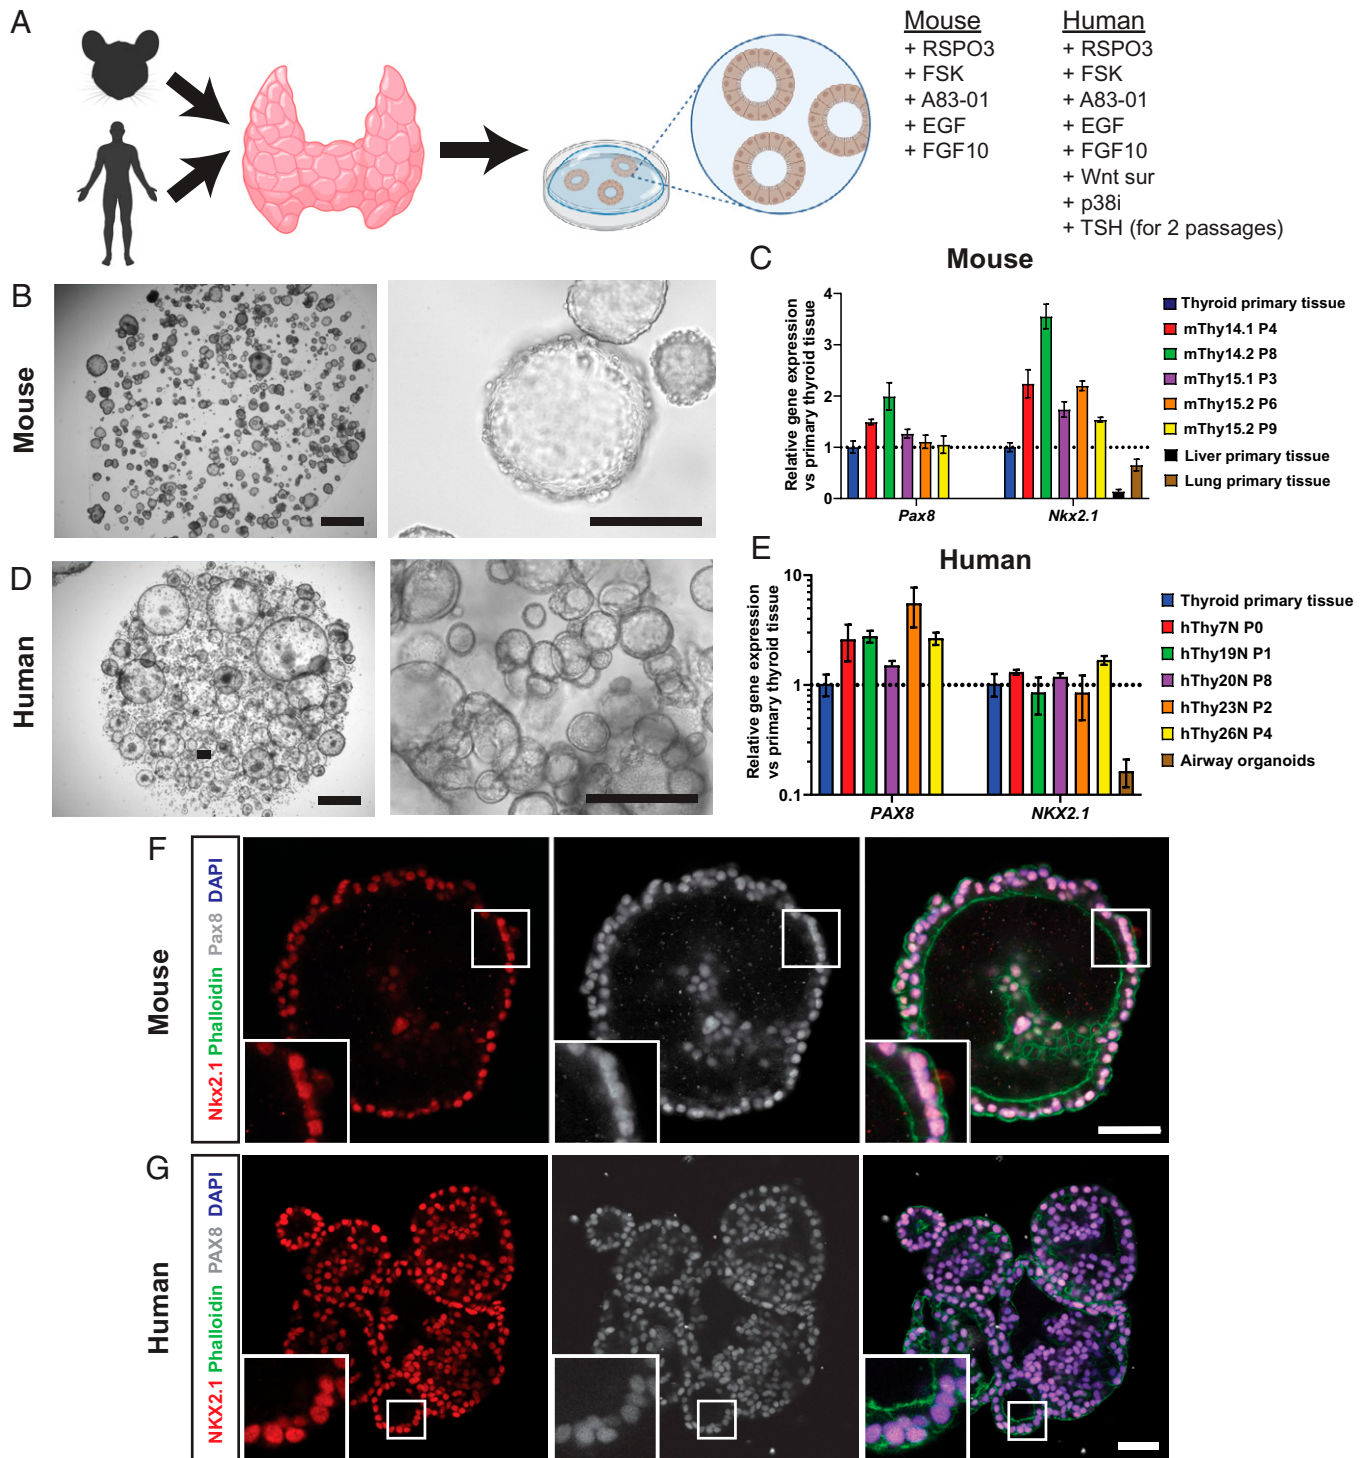 A
Mouse
+ RSPO3
+ FSK
+ A83-01
+ EGF
+ FGF10
Human
+ RSPO3
+ FSK
+ A83-01
+ EGF
+ FGF10
+ Wnt sur
+ p38i
+ TSH (for 2 passages)
B
Mouse
C
Mouse
Relative gene expression
vs primary thyroid tissue
4
3
2
1
0
Pax8
Nkx2.1
Thyroid primary tissue
mThy14.1 P4
mThy14.2 P8
mThy15.1 P3
mThy15.2 P6
mThy15.2 P9
Liver primary tissue
Lung primary tissue
D
Human
E
Human
Relative gene expression
vs primary thyroid tissue
10
1
0.1
PAX8
NKX2.1
Thyroid primary tissue
hThy7N P0
hThy19N P1
hThy20N P8
hThy23N P2
hThy26N P4
Airway organoids
F
Mouse
Nkx2.1 Phalloidin Pax8 DAPI
G
Human
NKX2.1 Phalloidin PAX8 DAPI